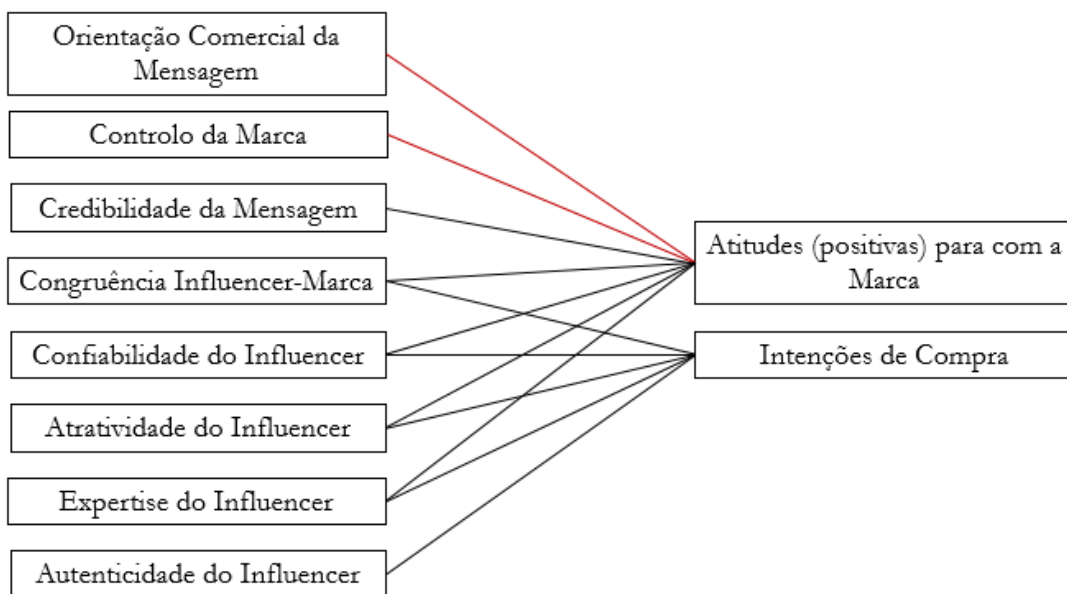 Orientação Comercial da
Mensagem
Controlo da Marca
Credibilidade da Mensagem
Congruência Influencer-Marca
Confiabilidade do Influencer
Atratividade do Influencer
Expertise do Influencer
Autenticidade do Influencer
Atitudes (positivas) para com a
Marca
Intenções de Compra